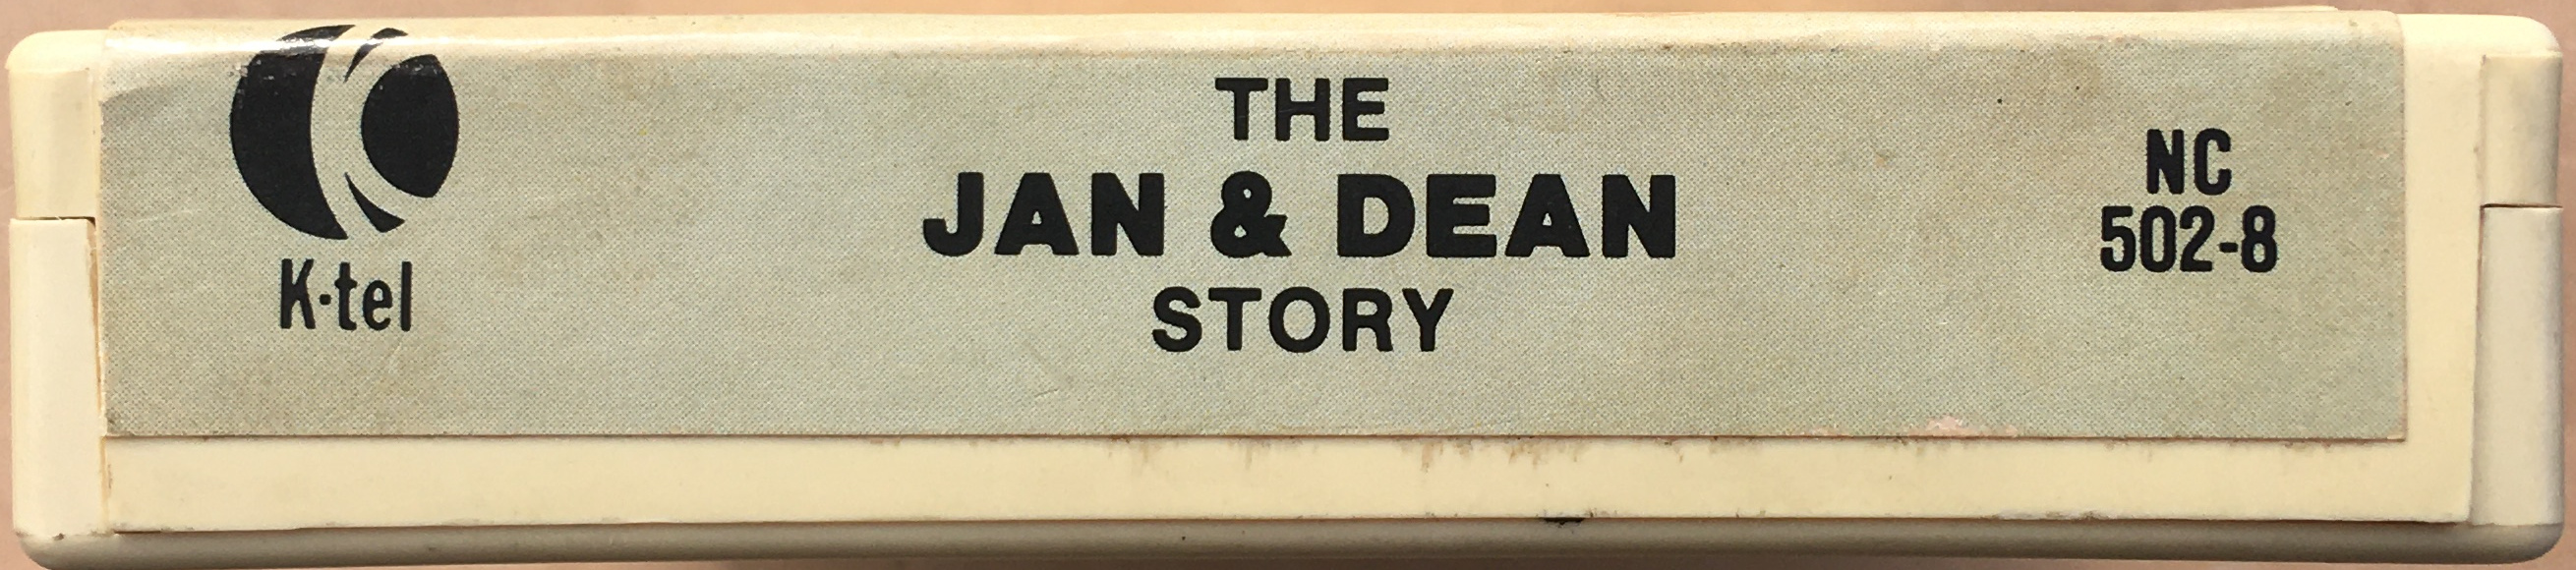 K-tel
THE
JAN & DEAN
STORY
NC
502-8